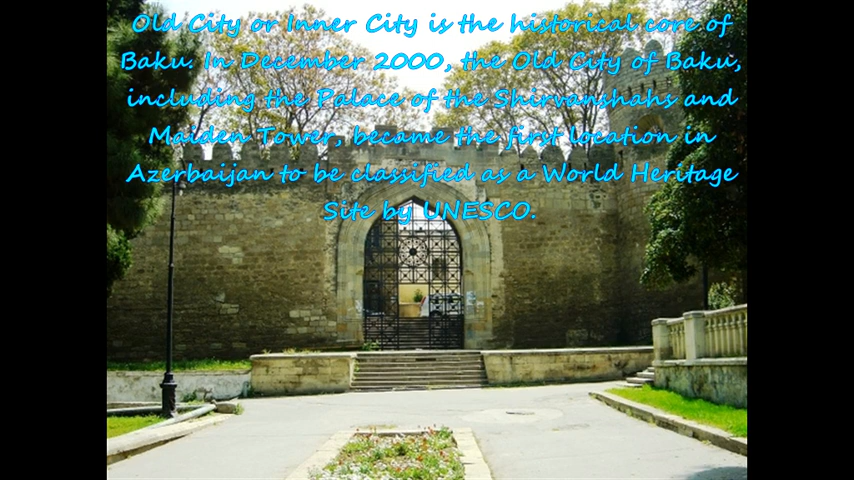 Old City or Inner City is the historical core of
Baku. In December 2000, the Old City of Baku,
including the Palace of the Shirvanshahs and
Maiden Tower, became the first location in
Azerbaijan to be classified as a World Heritage
Site by UNESCO.